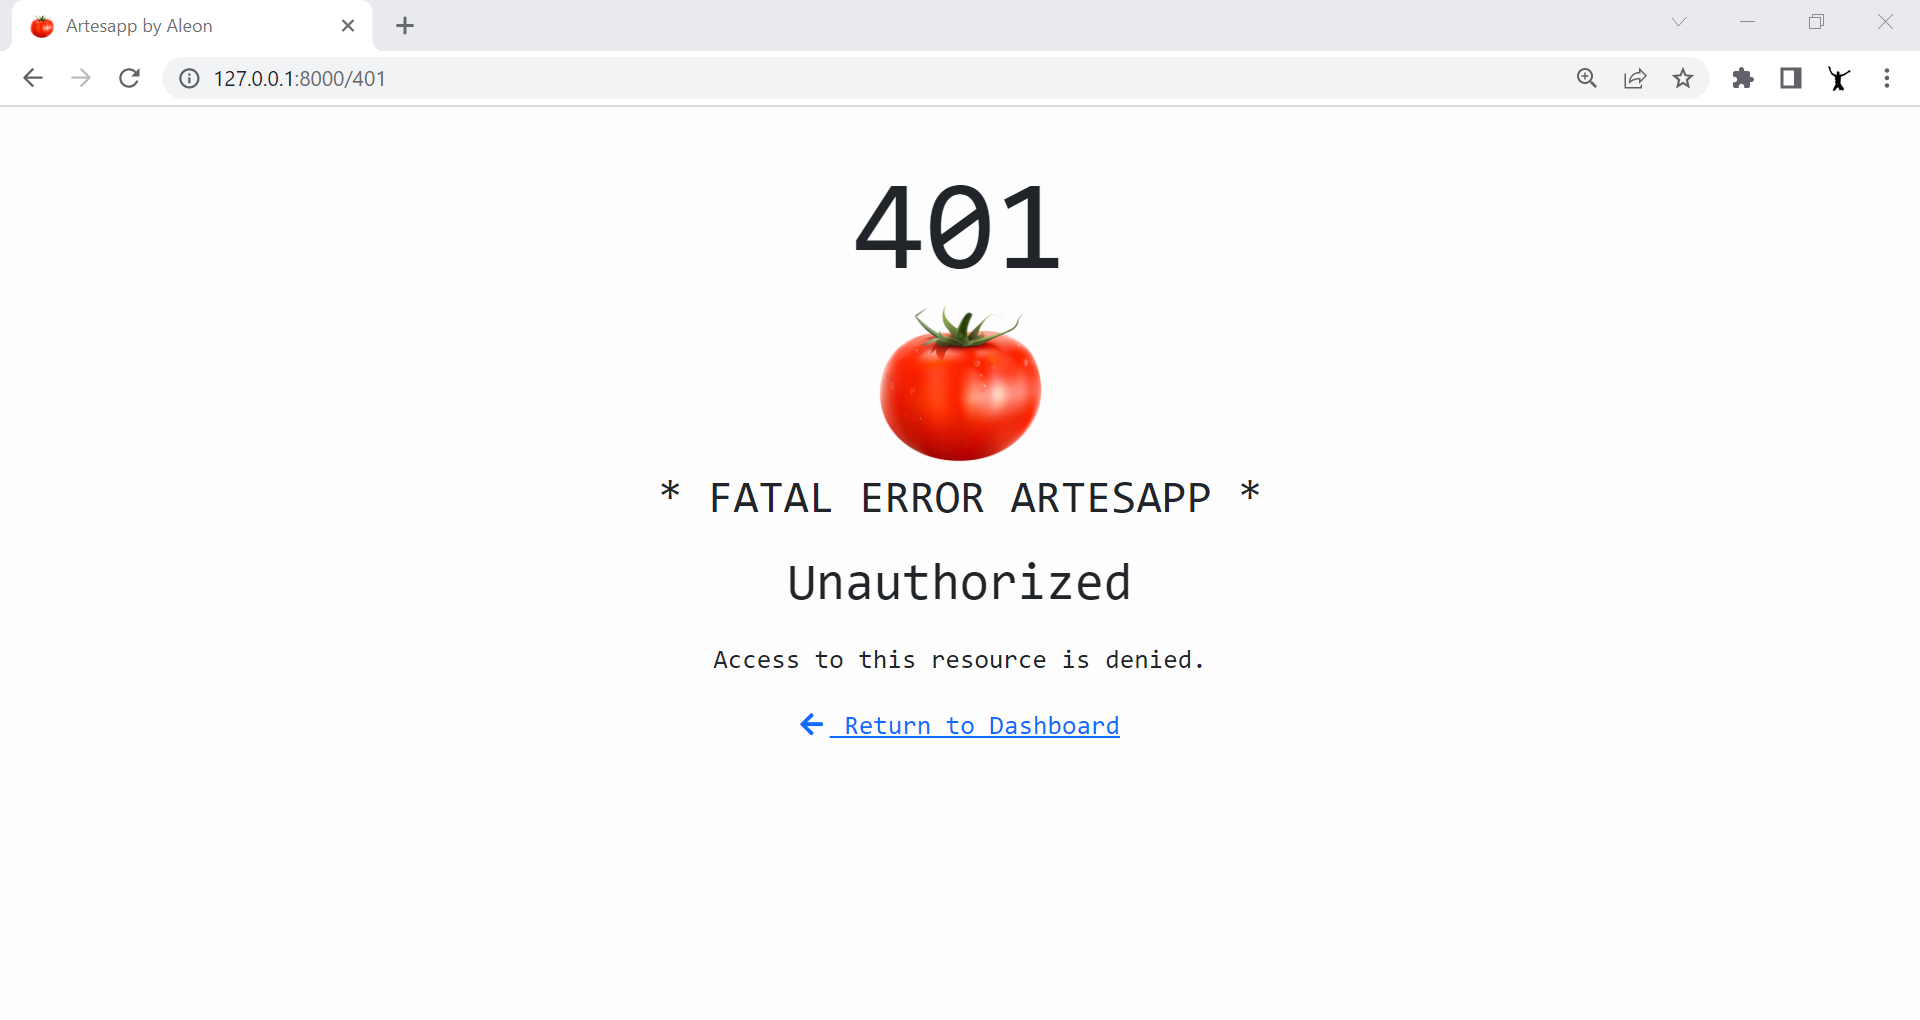 Artesapp by Aleon
127.0.0.1:8000/401
401
* FATAL ERROR ARTESAPP *
Unauthorized
Access to this resource is denied.
Return to Dashboard